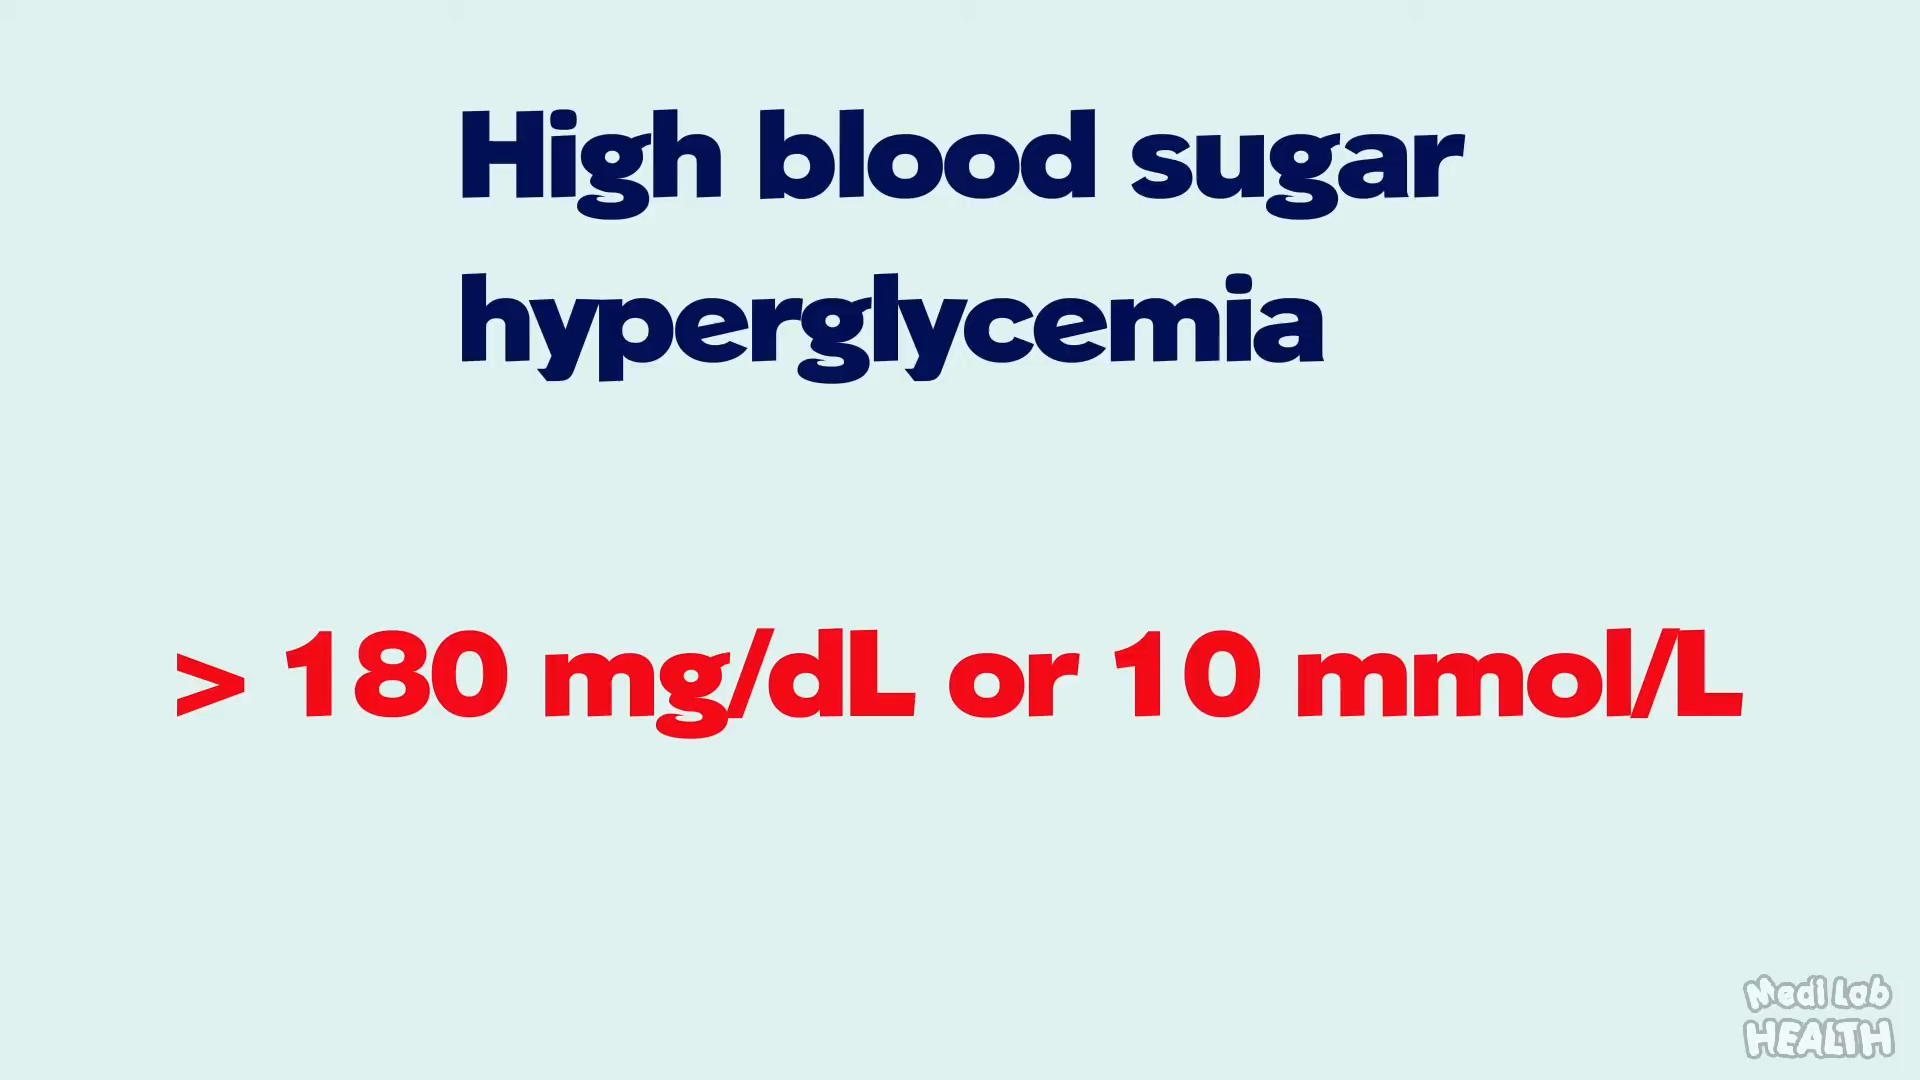 High blood sugar
hyperglycemia
> 180 mg/dL or 10 mmol/L
Medi Lab
HEALTH